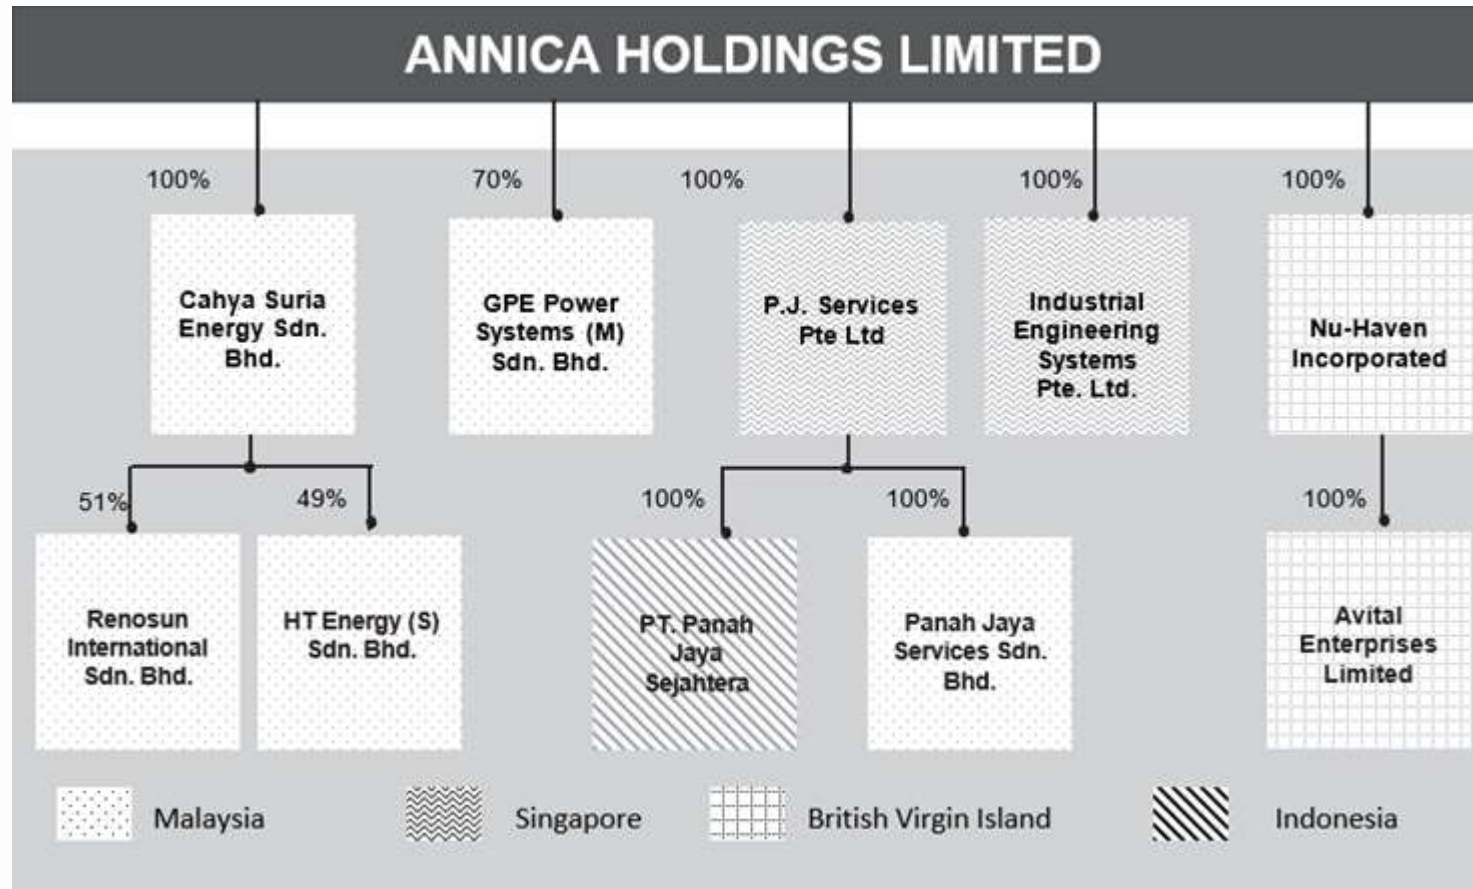 ANNICA HOLDINGS LIMITED
100%
70%
100%
100%
100%
Cahya Suria
Energy Sdn.
Bhd.
GPE Power
Systems (M)
Sdn. Bhd.
P.J. Services
Pte Ltd
Industrial
Engineering
Systems
Pte. Ltd.
Nu-Haven
Incorporated
51%
49%
100%
100%
100%
Renosun
International
Sdn. Bhd.
HT Energy (S)
Sdn. Bhd.
PT. Panah
Jaya
Sejahtera
Panah Jaya
Services Sdn.
Bhd.
Avital
Enterprises
Limited
Malaysia
Singapore
British Virgin Island
Indonesia